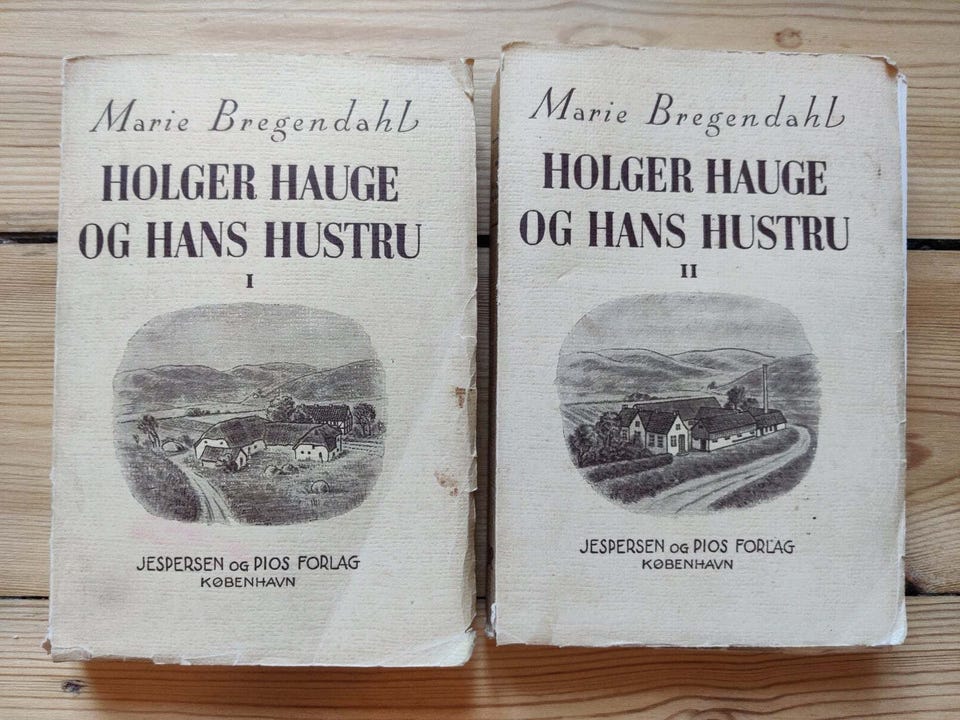 Marie Bregendahl
HOLGER HAUGE
OG HANS HUSTRU
I
JESPERSEN OG PIOS FORLAG
KØBENHAVN
Marie Bregendahl
HOLGER HAUGE
OG HANS HUSTRU
II
JESPERSEN OG PIOS FORLAG
KØBENHAVN